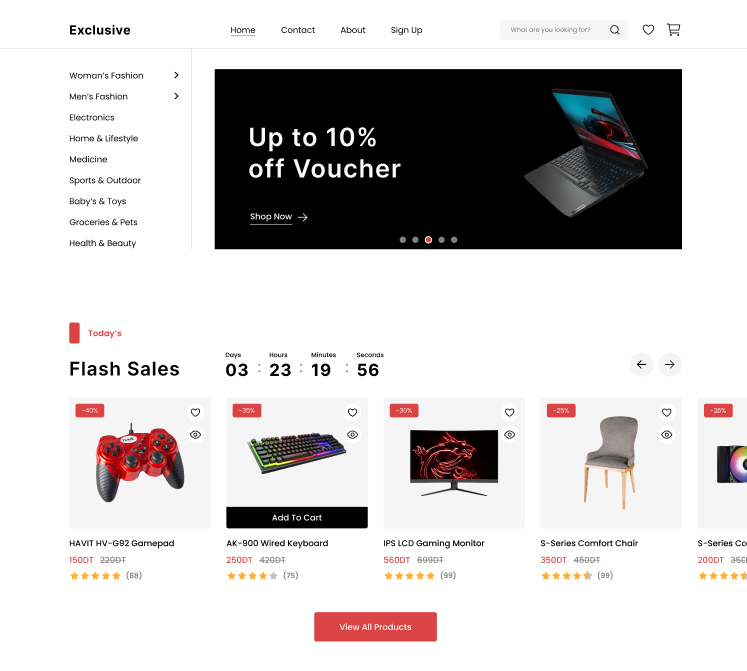 Exclusive
Home Contact About Sign Up
What are you looking for?
Woman's Fashion
Men's Fashion
Electronics
Home & Lifestyle
Medicine
Sports & Outdoor
Baby's & Toys
Groceries & Pets
Health & Beauty
Up to 10%
off Voucher
Shop Now
Today's
Flash Sales
Days Hours Minutes Seconds
03 : 23 : 19 : 56
-40% -35% -30% -25% -25%
Add To Cart
HAVIT HV-G92 Gamepad
150DT 220DT
(88)
AK-900 Wired Keyboard
250DT 420DT
(75)
IPS LCD Gaming Monitor
560DT 599DT
(99)
S-Series Comfort Chair
350DT 450DT
(99)
S-Series Co
200DT 350
View All Products